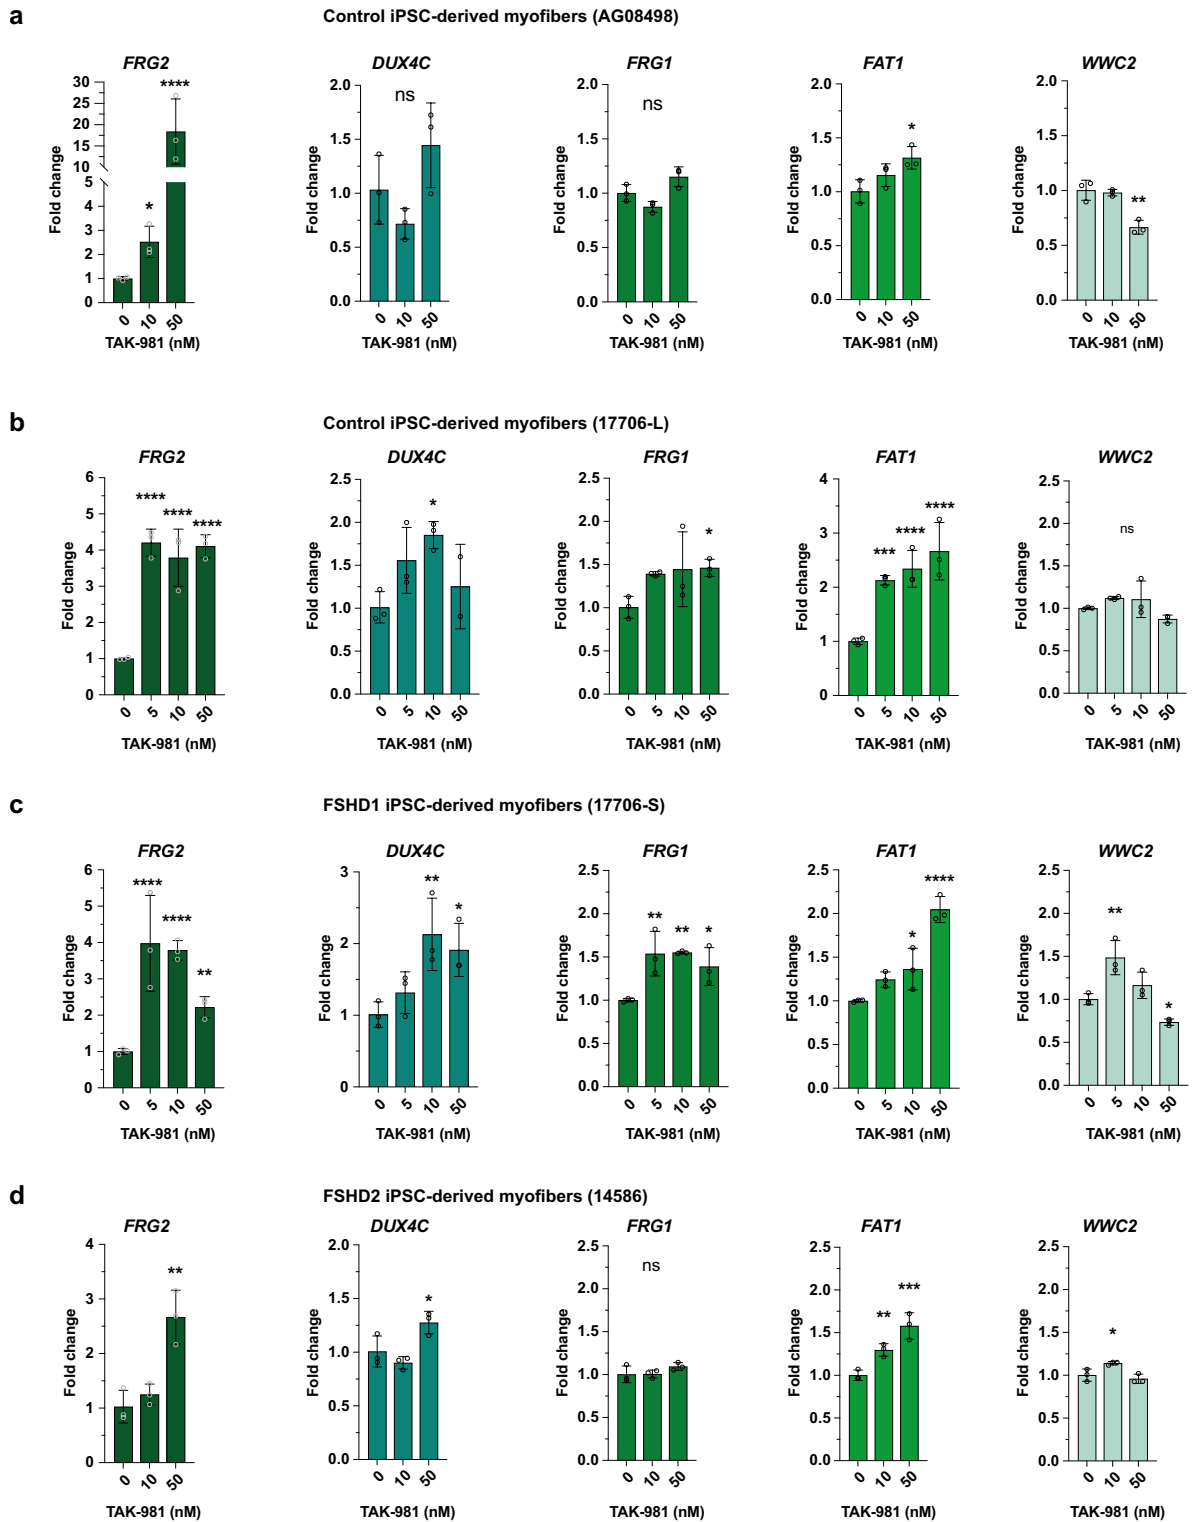 a
Control iPSC-derived myofibers (AG08498)
FRG2 DUX4C FRG1 FAT1 WWC2
Fold change
30
25
20
15
10
5
4
3
2
1
0
* ****
0 10 50
TAK-981 (nM)
Fold change
2.0
1.5
1.0
0.5
0.0
ns
0 10 50
TAK-981 (nM)
Fold change
2.0
1.5
1.0
0.5
0.0
ns
0 10 50
TAK-981 (nM)
Fold change
2.0
1.5
1.0
0.5
0.0
*
0 10 50
TAK-981 (nM)
Fold change
2.0
1.5
1.0
0.5
0.0
**
0 10 50
TAK-981 (nM)
b
Control iPSC-derived myofibers (17706-L)
FRG2 DUX4C FRG1 FAT1 WWC2
Fold change
6
5
4
3
2
1
0
**** **** ****
0 5 10 50
TAK-981 (nM)
Fold change
2.5
2.0
1.5
1.0
0.5
0.0
*
0 5 10 50
TAK-981 (nM)
Fold change
2.5
2.0
1.5
1.0
0.5
0.0
*
0 5 10 50
TAK-981 (nM)
Fold change
4
3
2
1
0
*** **** ****
0 5 10 50
TAK-981 (nM)
Fold change
2.5
2.0
1.5
1.0
0.5
0.0
ns
0 5 10 50
TAK-981 (nM)
c
FSHD1 iPSC-derived myofibers (17706-S)
FRG2 DUX4C FRG1 FAT1 WWC2
Fold change
6
5
4
3
2
1
0
**** **** **
0 5 10 50
TAK-981 (nM)
Fold change
3
2
1
0
** *
0 5 10 50
TAK-981 (nM)
Fold change
2.5
2.0
1.5
1.0
0.5
0.0
** ** *
0 5 10 50
TAK-981 (nM)
Fold change
2.5
2.0
1.5
1.0
0.5
0.0
* ****
0 5 10 50
TAK-981 (nM)
Fold change
2.5
2.0
1.5
1.0
0.5
0.0
** *
0 5 10 50
TAK-981 (nM)
d
FSHD2 iPSC-derived myofibers (14586)
FRG2 DUX4C FRG1 FAT1 WWC2
Fold change
4
3
2
1
0
**
0 10 50
TAK-981 (nM)
Fold change
2.0
1.5
1.0
0.5
0.0
*
0 10 50
TAK-981 (nM)
Fold change
2.5
2.0
1.5
1.0
0.5
0.0
ns
0 10 50
TAK-981 (nM)
Fold change
2.5
2.0
1.5
1.0
0.5
0.0
** ***
0 10 50
TAK-981 (nM)
Fold change
2.5
2.0
1.5
1.0
0.5
0.0
*
0 10 50
TAK-981 (nM)